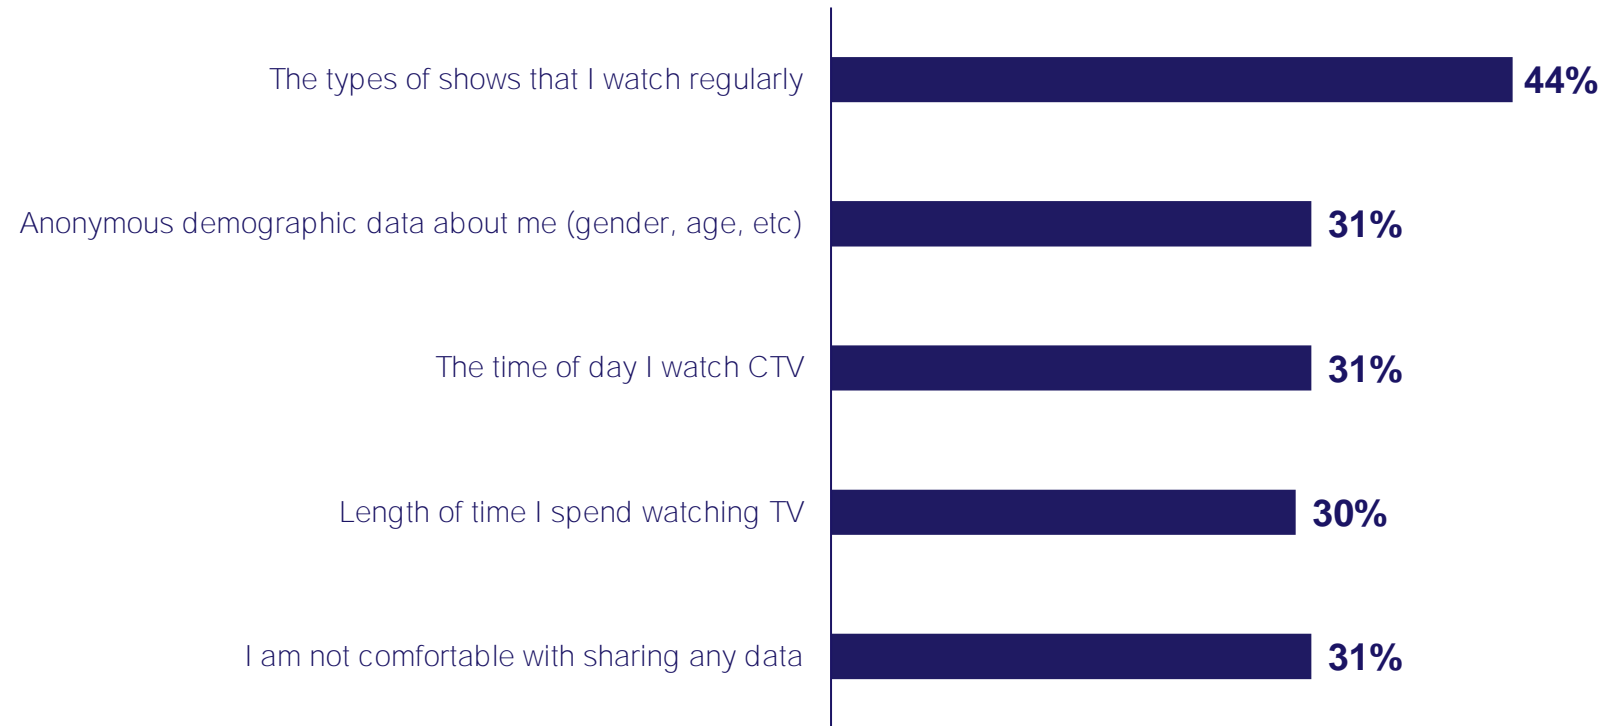 The types of shows that I watch regularly 44%
Anonymous demographic data about me (gender, age, etc) 31%
The time of day I watch CTV 31%
Length of time I spend watching TV 30%
I am not comfortable with sharing any data 31%